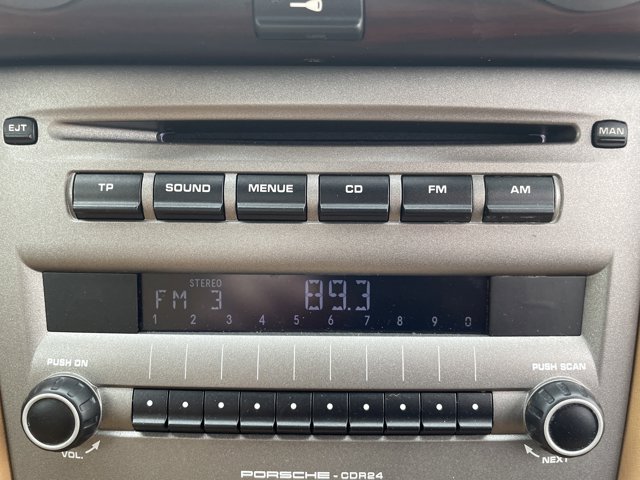 EJT
MAN
TP SOUND MENUE CD FM AM
STEREO
FM 3 89.3
1 2 3 4 5 6 7 8 9 0
PUSH ON
PUSH SCAN
VOL.
NEXT
PORSCHE-CDR24